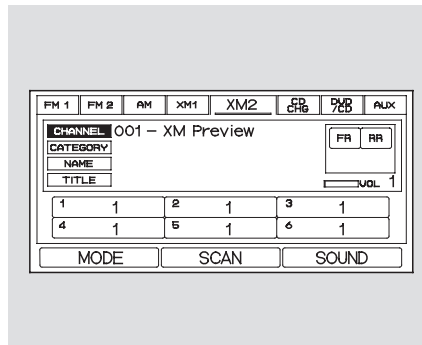 FM 1 FM 2 AM XM1 XM2 CD CHG DVD /CD AUX
CHANNEL 001 – XM Preview
CATEGORY
NAME
TITLE
FR RR
VOL 1
1 1 2 1 3 1
4 1 5 1 6 1
MODE SCAN SOUND